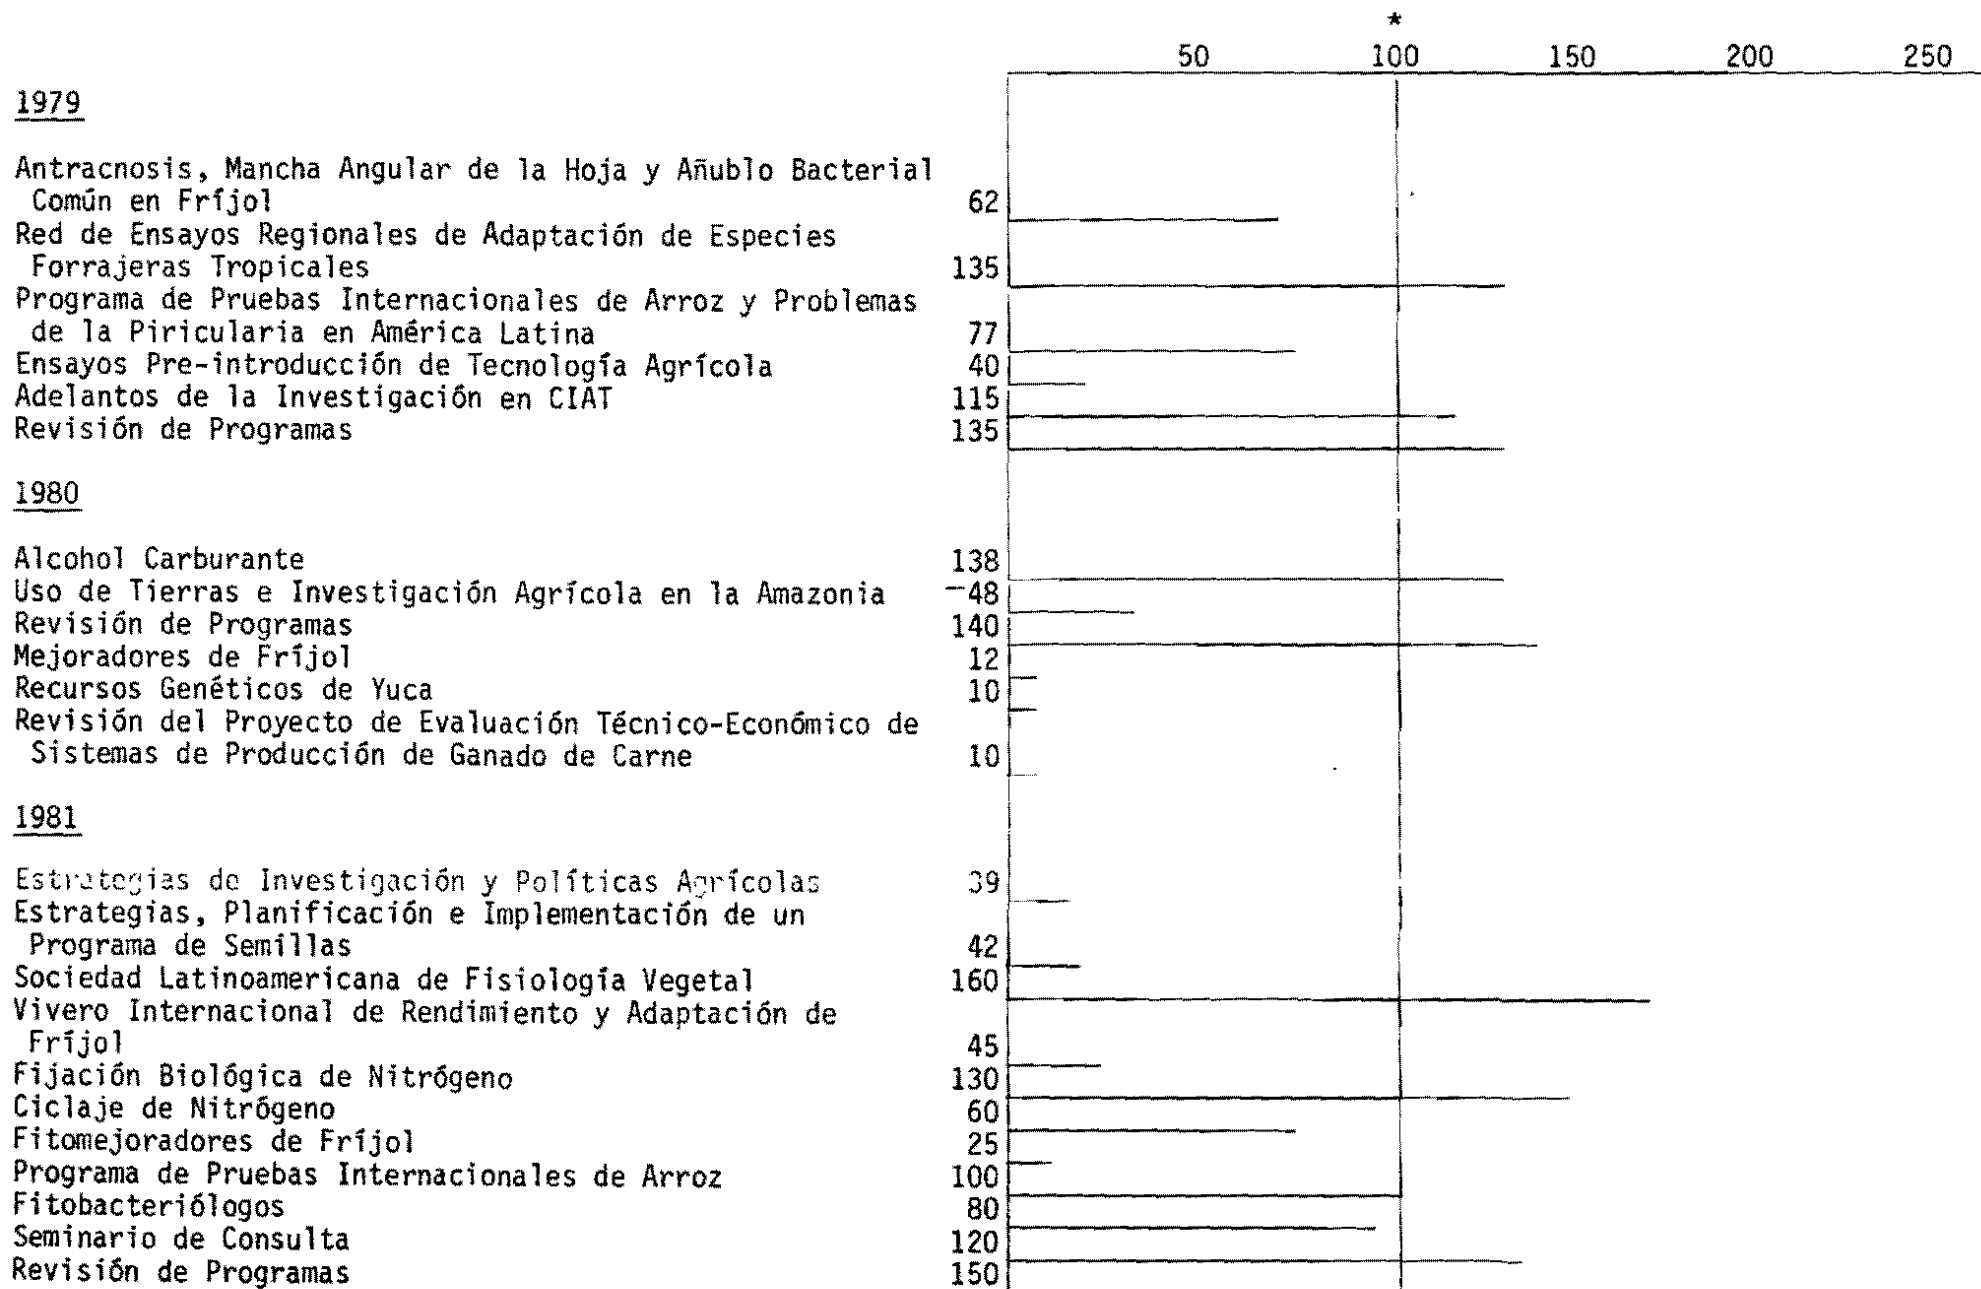 *
50 100 150 200 250
1979
Antracnosis, Mancha Angular de la Hoja y Añublo Bacterial
Común en Fríjol 62
Red de Ensayos Regionales de Adaptación de Especies
Forrajeras Tropicales 135
Programa de Pruebas Internacionales de Arroz y Problemas
de la Piricularia en América Latina 77
Ensayos Pre-introducción de Tecnología Agrícola 40
Adelantos de la Investigación en CIAT 115
Revisión de Programas 135
1980
Alcohol Carburante 138
Uso de Tierras e Investigación Agrícola en la Amazonia 48
Revisión de Programas 140
Mejoradores de Fríjol 12
Recursos Genéticos de Yuca 10
Revisión del Proyecto de Evaluación Técnico-Económico de
Sistemas de Producción de Ganado de Carne 10
1981
Estrategias de Investigación y Políticas Agrícolas 39
Estrategias, Planificación e Implementación de un
Programa de Semillas 42
Sociedad Latinoamericana de Fisiología Vegetal 160
Vivero Internacional de Rendimiento y Adaptación de
Fríjol 45
Fijación Biológica de Nitrógeno 130
Ciclaje de Nitrógeno 60
Fitomejoradores de Fríjol 25
Programa de Pruebas Internacionales de Arroz 100
Fitobacteriólogos 80
Seminario de Consulta 120
Revisión de Programas 150